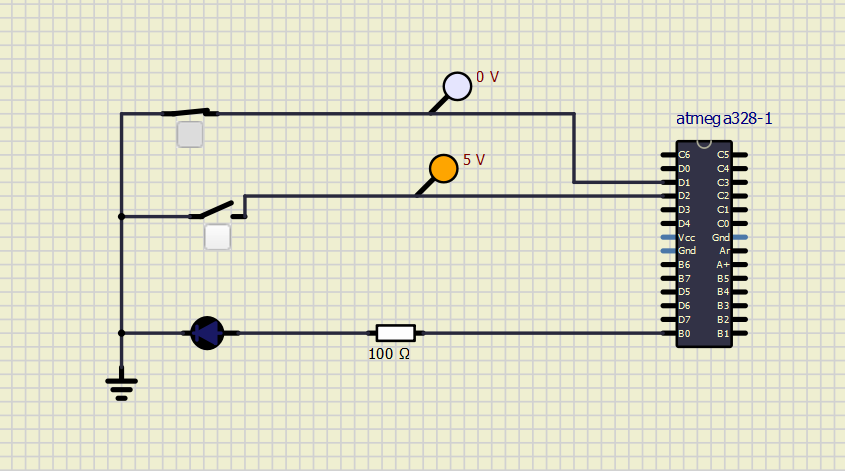 0 V
atmega328-1
5 V
100 Ω
C6 C5
D0 C4
D1 C3
D2 C2
D3 C1
D4 C0
Vcc Gnd
Gnd Ar
B6 A+
B7 B5
D5 B4
D6 B3
D7 B2
B0 B1